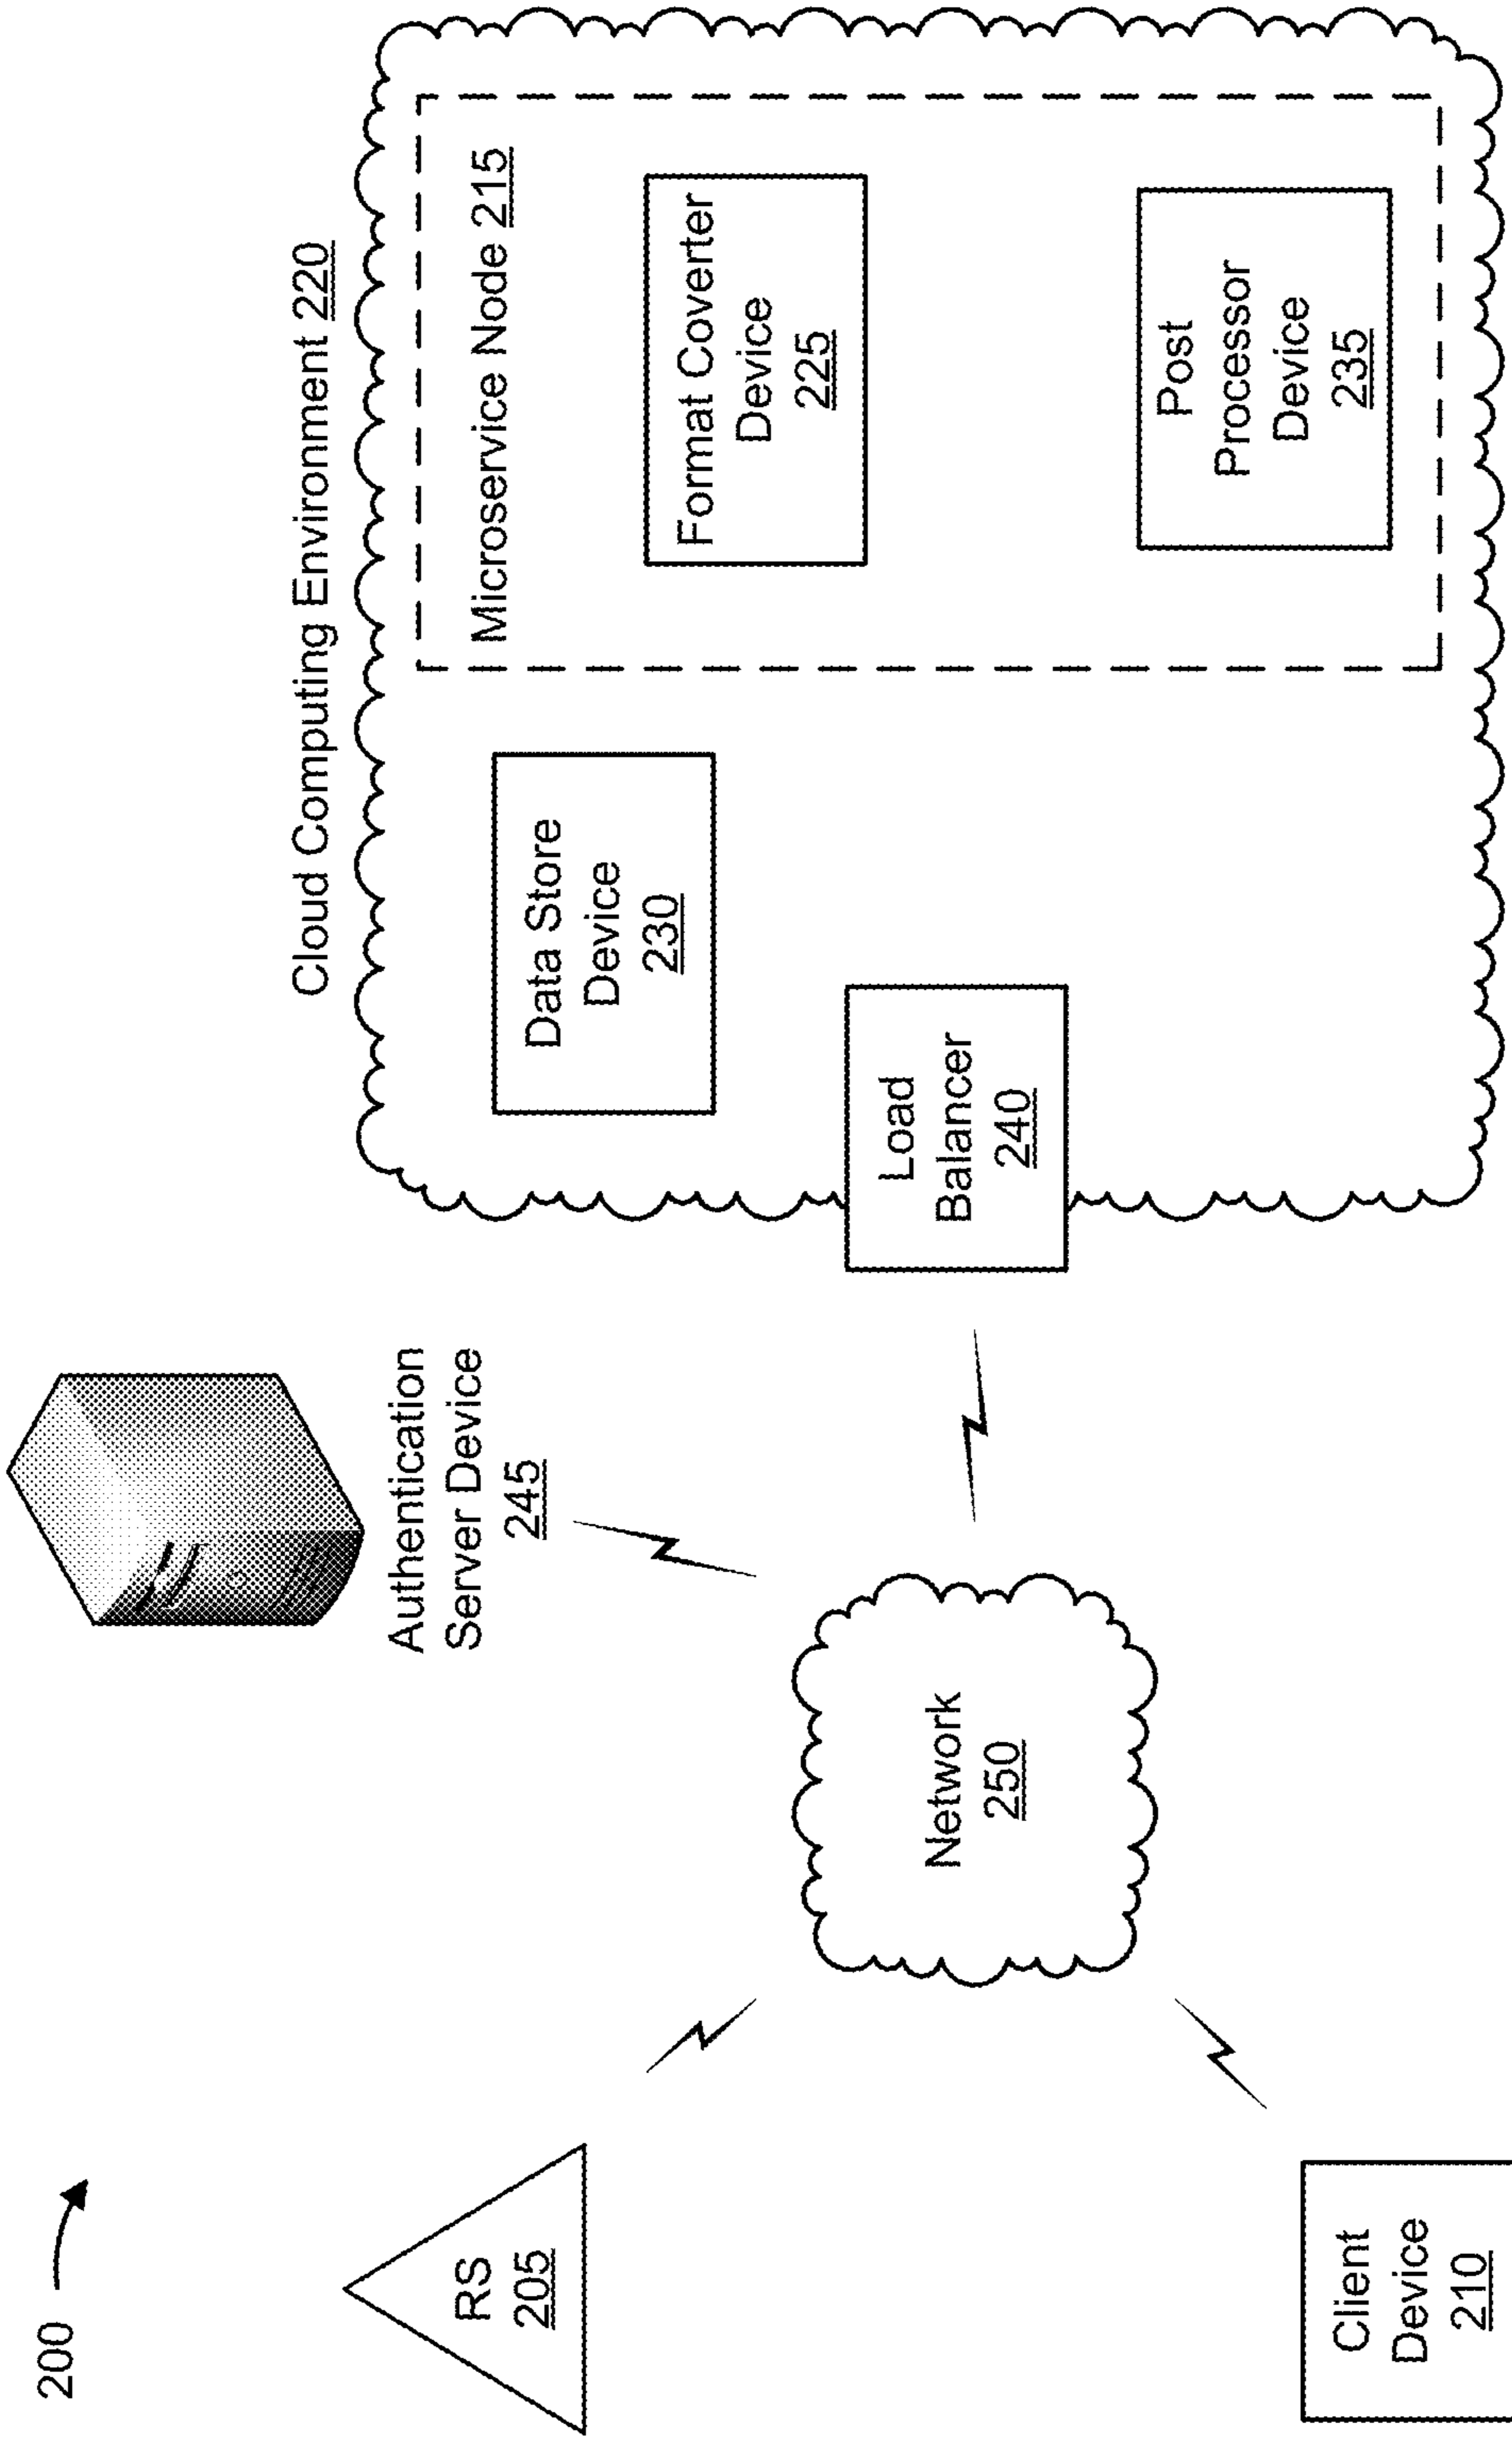 200
RS
205
Client
Device
210
Network
250
Authentication
Server Device
245
Cloud Computing Environment 220
Data Store
Device
230
Load
Balancer
240
Microservice Node 215
Format Coverter
Device
225
Post
Processor
Device
235